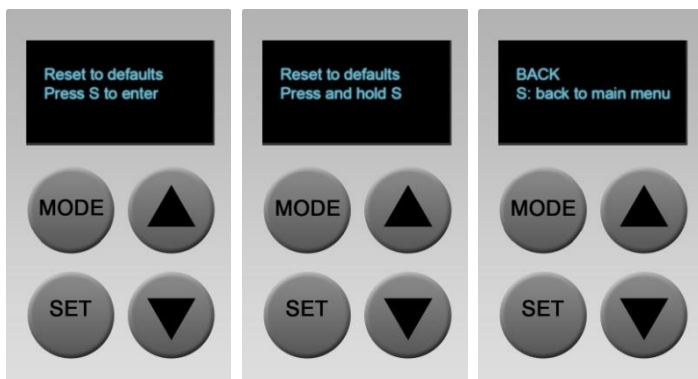 Reset to defaults
Press S to enter
MODE
SET
Reset to defaults
Press and hold S
MODE
SET
BACK
S: back to main menu
MODE
SET